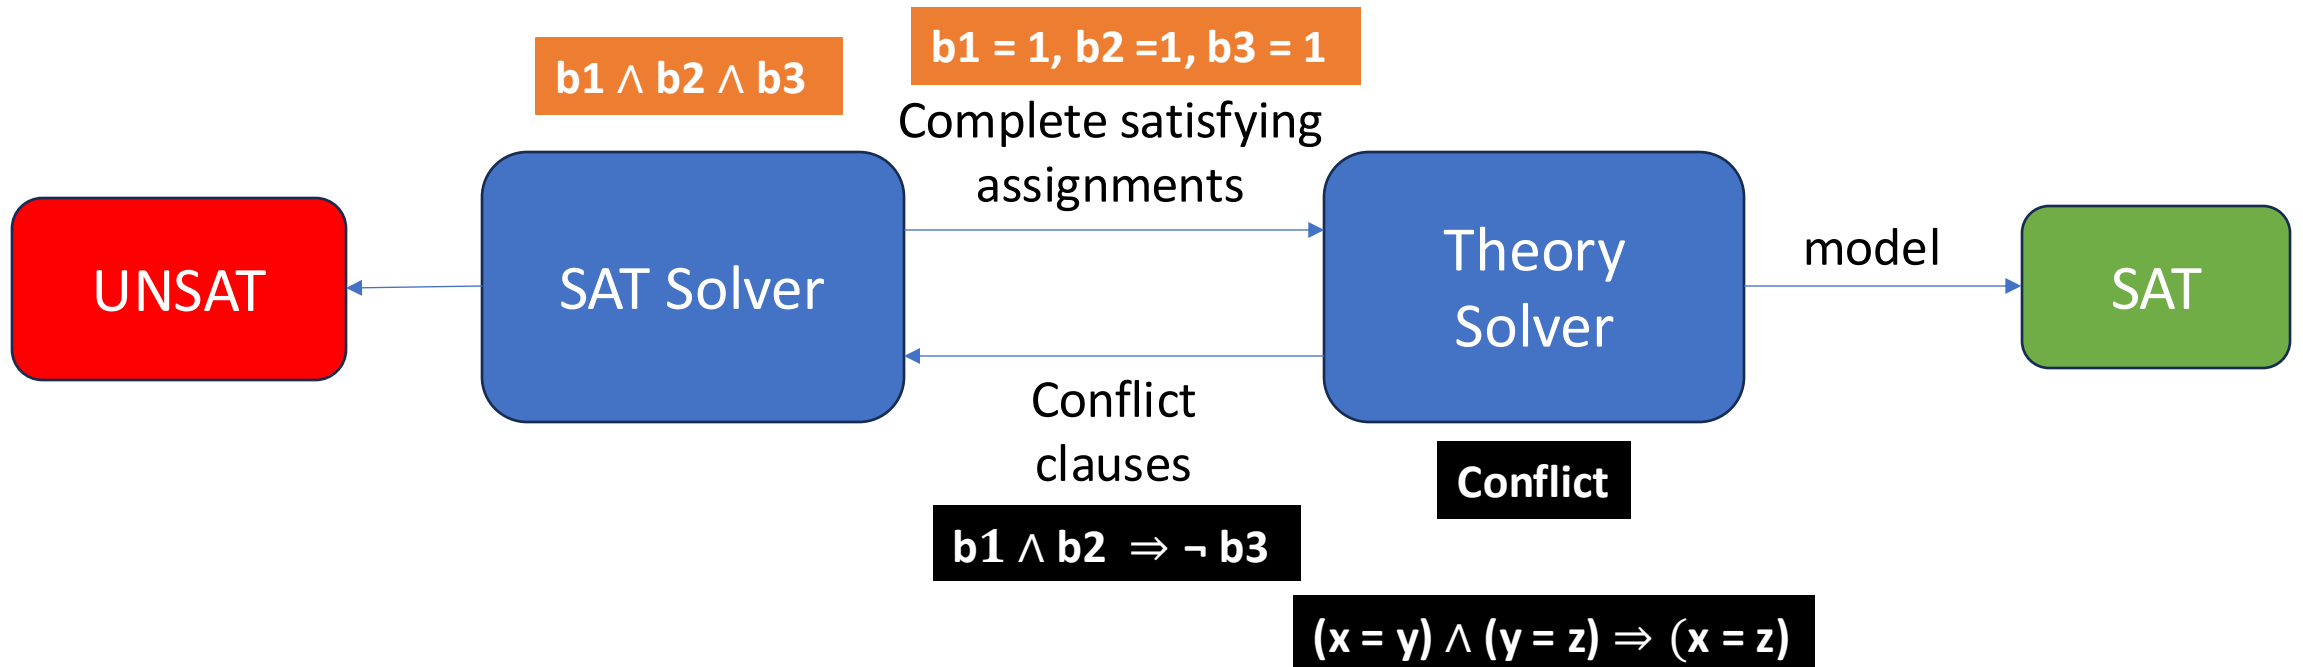 b1 ∧ b2 ∧ b3
b1 = 1, b2 =1, b3 = 1
Complete satisfying
assignments
UNSAT
SAT Solver
Theory
Solver
model
SAT
Conflict
clauses
Conflict
b1 ∧ b2 ⇒ ¬ b3
(x = y) ∧ (y = z) ⇒ (x = z)